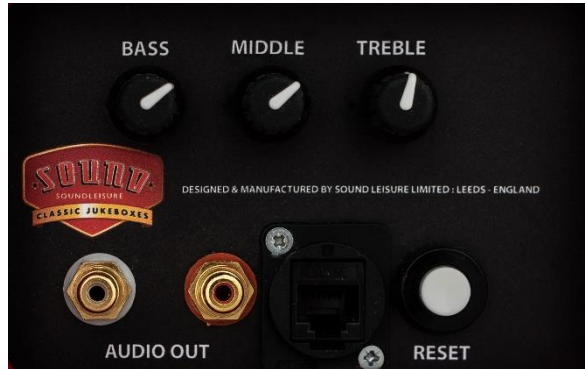 BASS MIDDLE TREBLE
SOUND
SOUNDLEISURE
CLASSIC JUKEBOXES
DESIGNED & MANUFACTURED BY SOUND LEISURE LIMITED : LEEDS - ENGLAND
AUDIO OUT
RESET